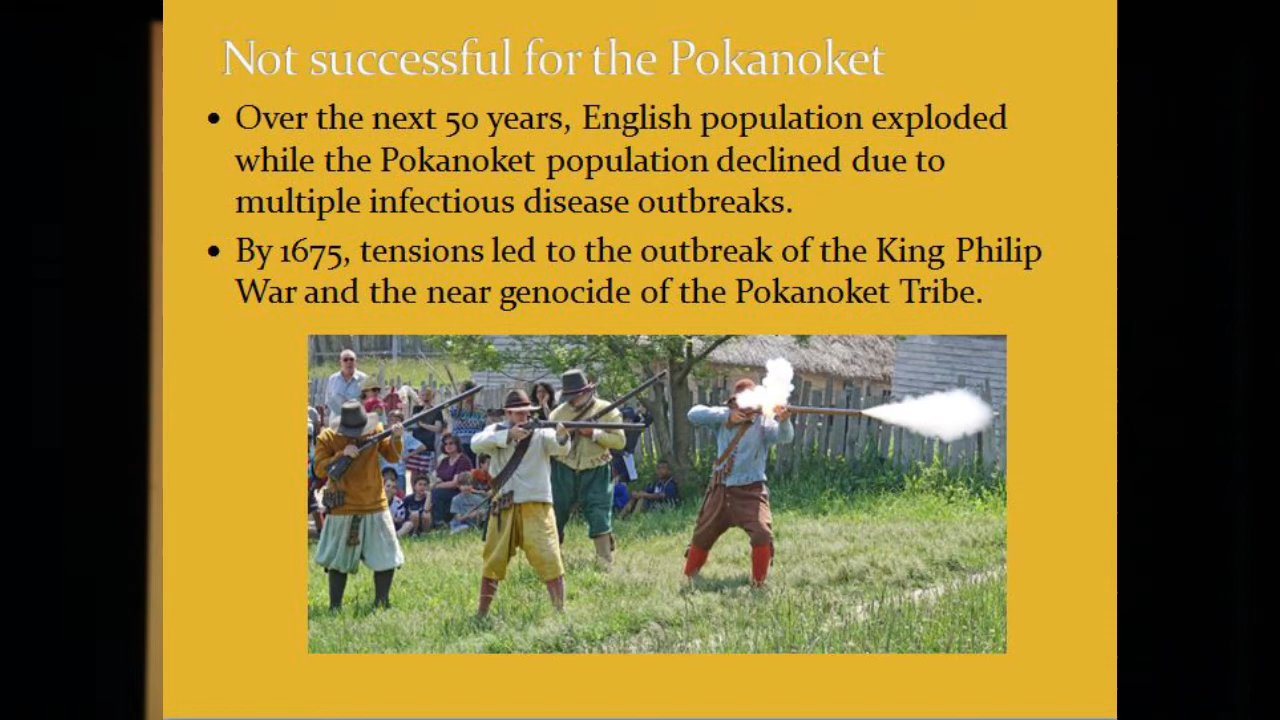 Not successful for the Pokanoket
• Over the next 50 years, English population exploded
while the Pokanoket population declined due to
multiple infectious disease outbreaks.
• By 1675, tensions led to the outbreak of the King Philip
War and the near genocide of the Pokanoket Tribe.